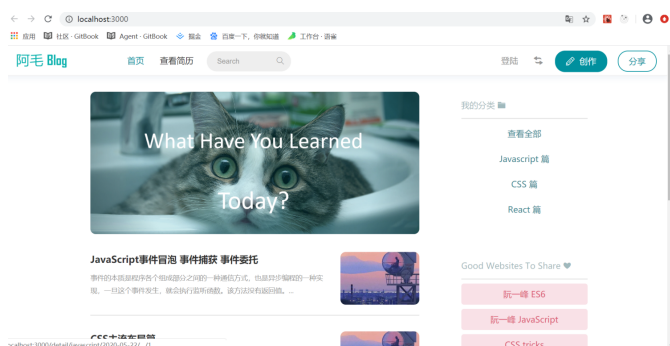 localhost:3000
应用 社区 · GitBook Agent · GitBook 掘金 百度一下，你就知道 工作台 · 语雀
阿毛 Blog 首页 查看简历 Search 登陆 创作 分享
What Have You Learned
Today?
我的分类
查看全部
Javascript 篇
CSS 篇
React 篇
JavaScript事件冒泡 事件捕获 事件委托
事件的本质是程序各个组成部分之间的一种通信方式，也是异步编程的一种实
现。一旦这个事件发生，就会执行监听函数。该方法没有返回值。...
Good Websites To Share
阮一峰 ES6
阮一峰 JavaScript
CSS tricks